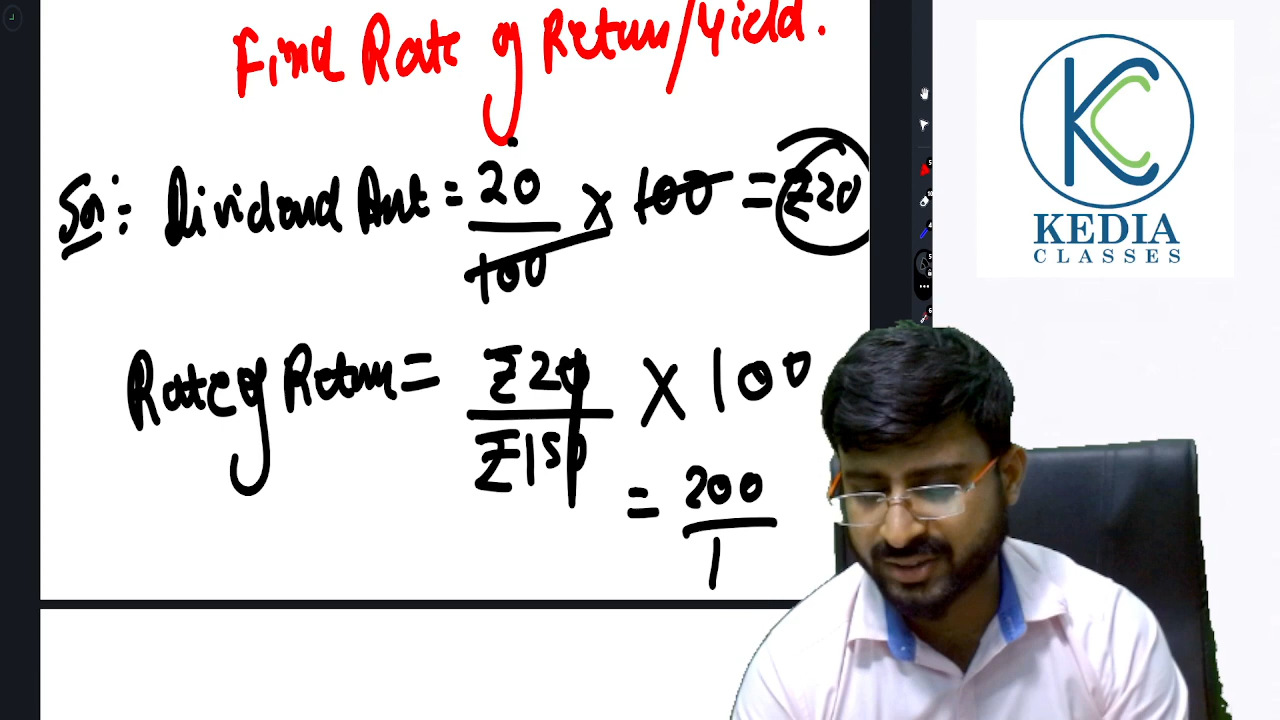 Find Rate of Return/Yield.
Sol:- Dividend Amt = 20/100 x 100 = ₹20
Rate of Return = ₹20/₹150 x 100
= 200/1
KC
KEDIA
CLASSES